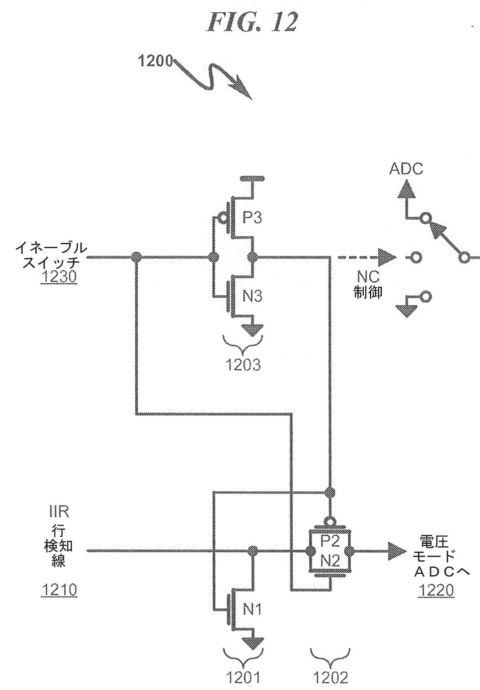 FIG. 12
1200
ADC
P3
イネーブル
スイッチ
1230
NC
制御
N3
1203
IIR
行
検知
線
1210
P2
N2
電圧
モード
ADCへ
1220
N1
1201
1202